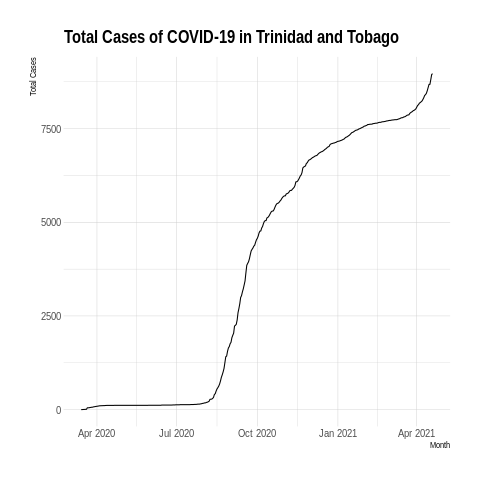 Total Cases of COVID-19 in Trinidad and Tobago
Total Cases
7500
5000
2500
0
Apr 2020 Jul 2020 Oct 2020 Jan 2021 Apr 2021
Month